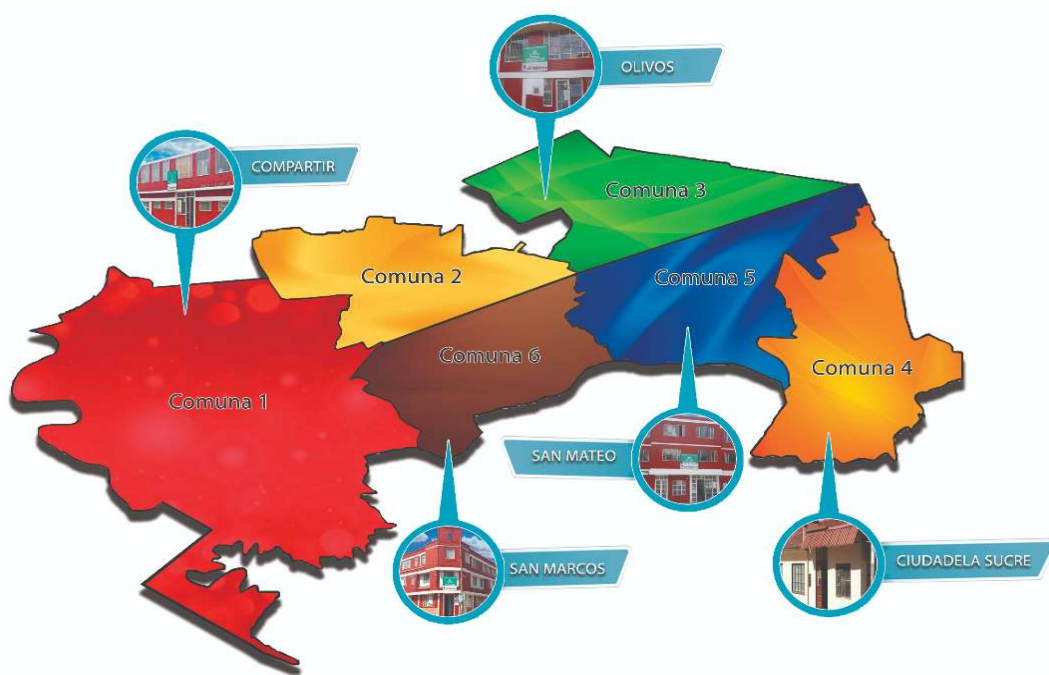 OLIVOS
COMPARTIR
Comuna 3
Comuna 2
Comuna 5
Comuna 6
Comuna 4
Comuna 1
SAN MATEO
SAN MARCOS
CIUDADELA SUCRE